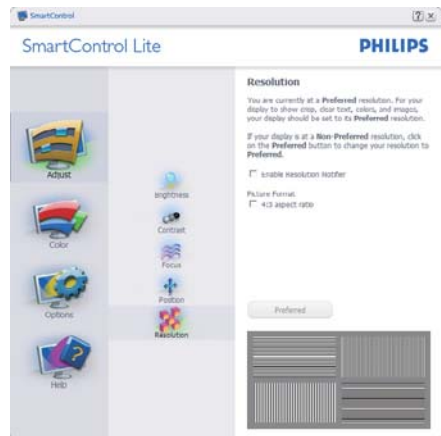 SmartControl
SmartControl Lite
PHILIPS
Adjust
Color
Options
Help
Brightness
Contrast
Focus
Position
Resolution
Resolution
You are currently at a Preferred resolution. For your
display to show crisp, clear text, colors, and images,
your display should be set to its Preferred resolution.
If your display is at a Non-Preferred resolution, click
on the Preferred button to change your resolution to
Preferred.
Enable Resolution Notifier
Picture Format
4:3 aspect ratio
Preferred